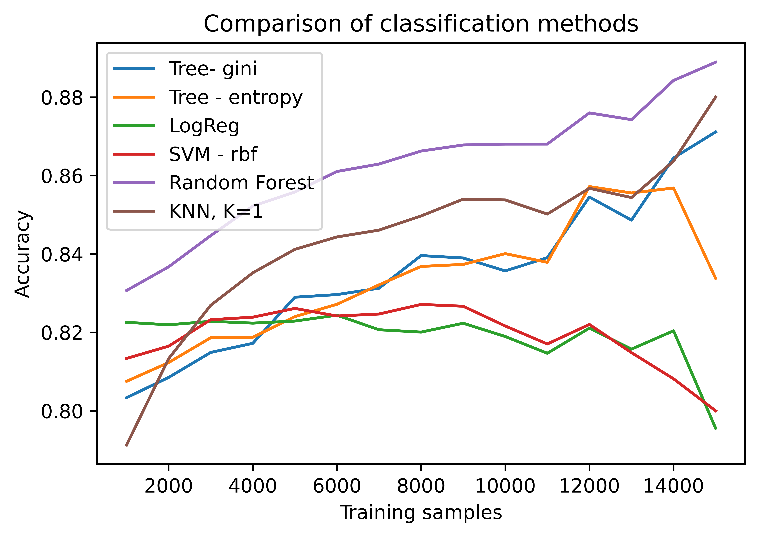 Comparison of classification methods
Tree- gini
Tree - entropy
LogReg
SVM - rbf
Random Forest
KNN, K=1
0.88
0.86
0.84
0.82
0.80
Accuracy
2000 4000 6000 8000 10000 12000 14000
Training samples